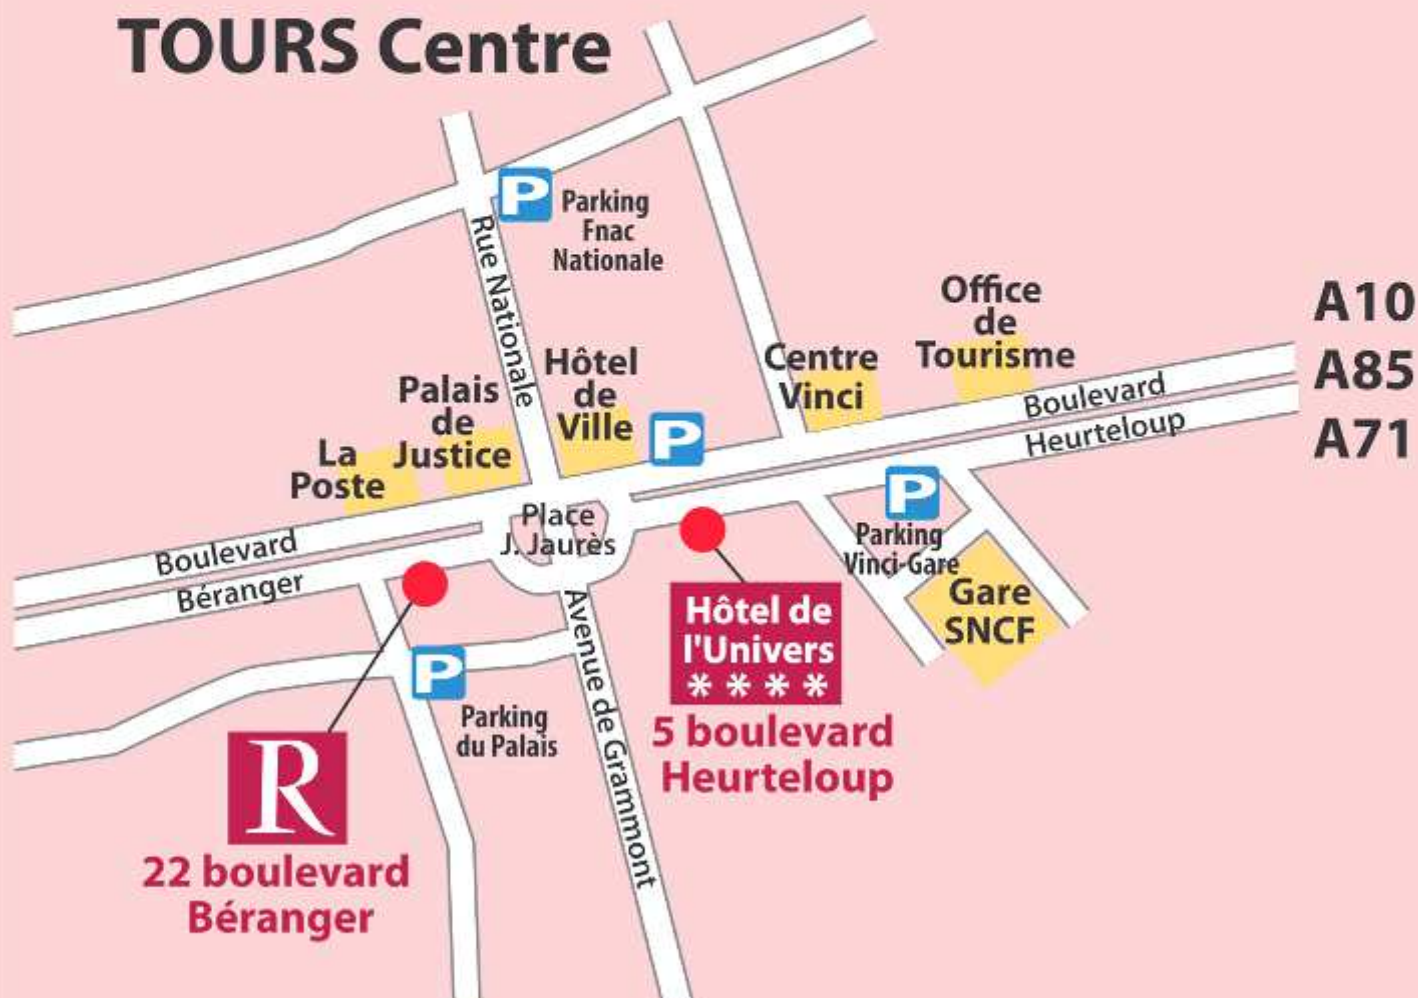 TOURS Centre
P
Parking
Fnac
Nationale
Rue Nationale
Office
de
Tourisme
A10
A85
A71
Centre
Vinci
Hôtel
de
Ville
P
Palais
de
Justice
La
Poste
Boulevard
Heurteloup
Place
J. Jaurès
Boulevard
Béranger
P
Parking
Vinci-Gare
Gare
SNCF
Hôtel de
l'Univers
* * * *
5 boulevard
Heurteloup
Avenue de Grammont
P
Parking
du Palais
R
22 boulevard
Béranger